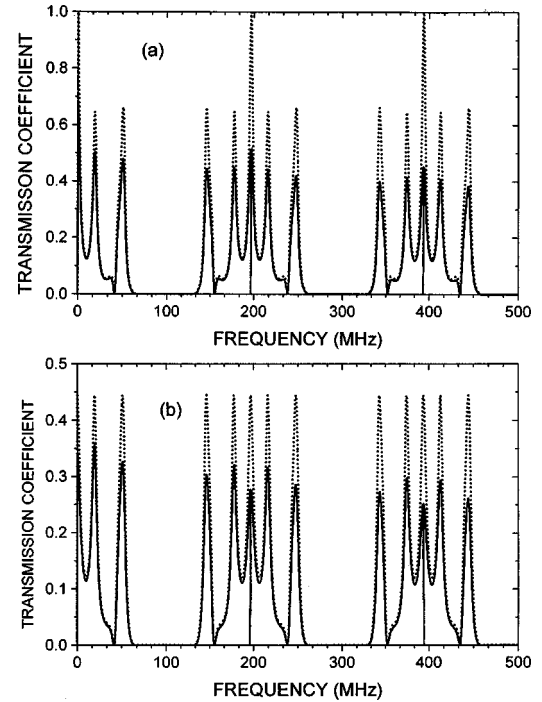 1.0
(a)
0.8
0.6
0.4
0.2
0.0
TRANSMISSON COEFFICIENT
0 100 200 300 400 500
FREQUENCY (MHz)
0.5
(b)
0.4
0.3
0.2
0.1
0.0
TRANSMISSION COEFFICIENT
0 100 200 300 400 500
FREQUENCY (MHz)